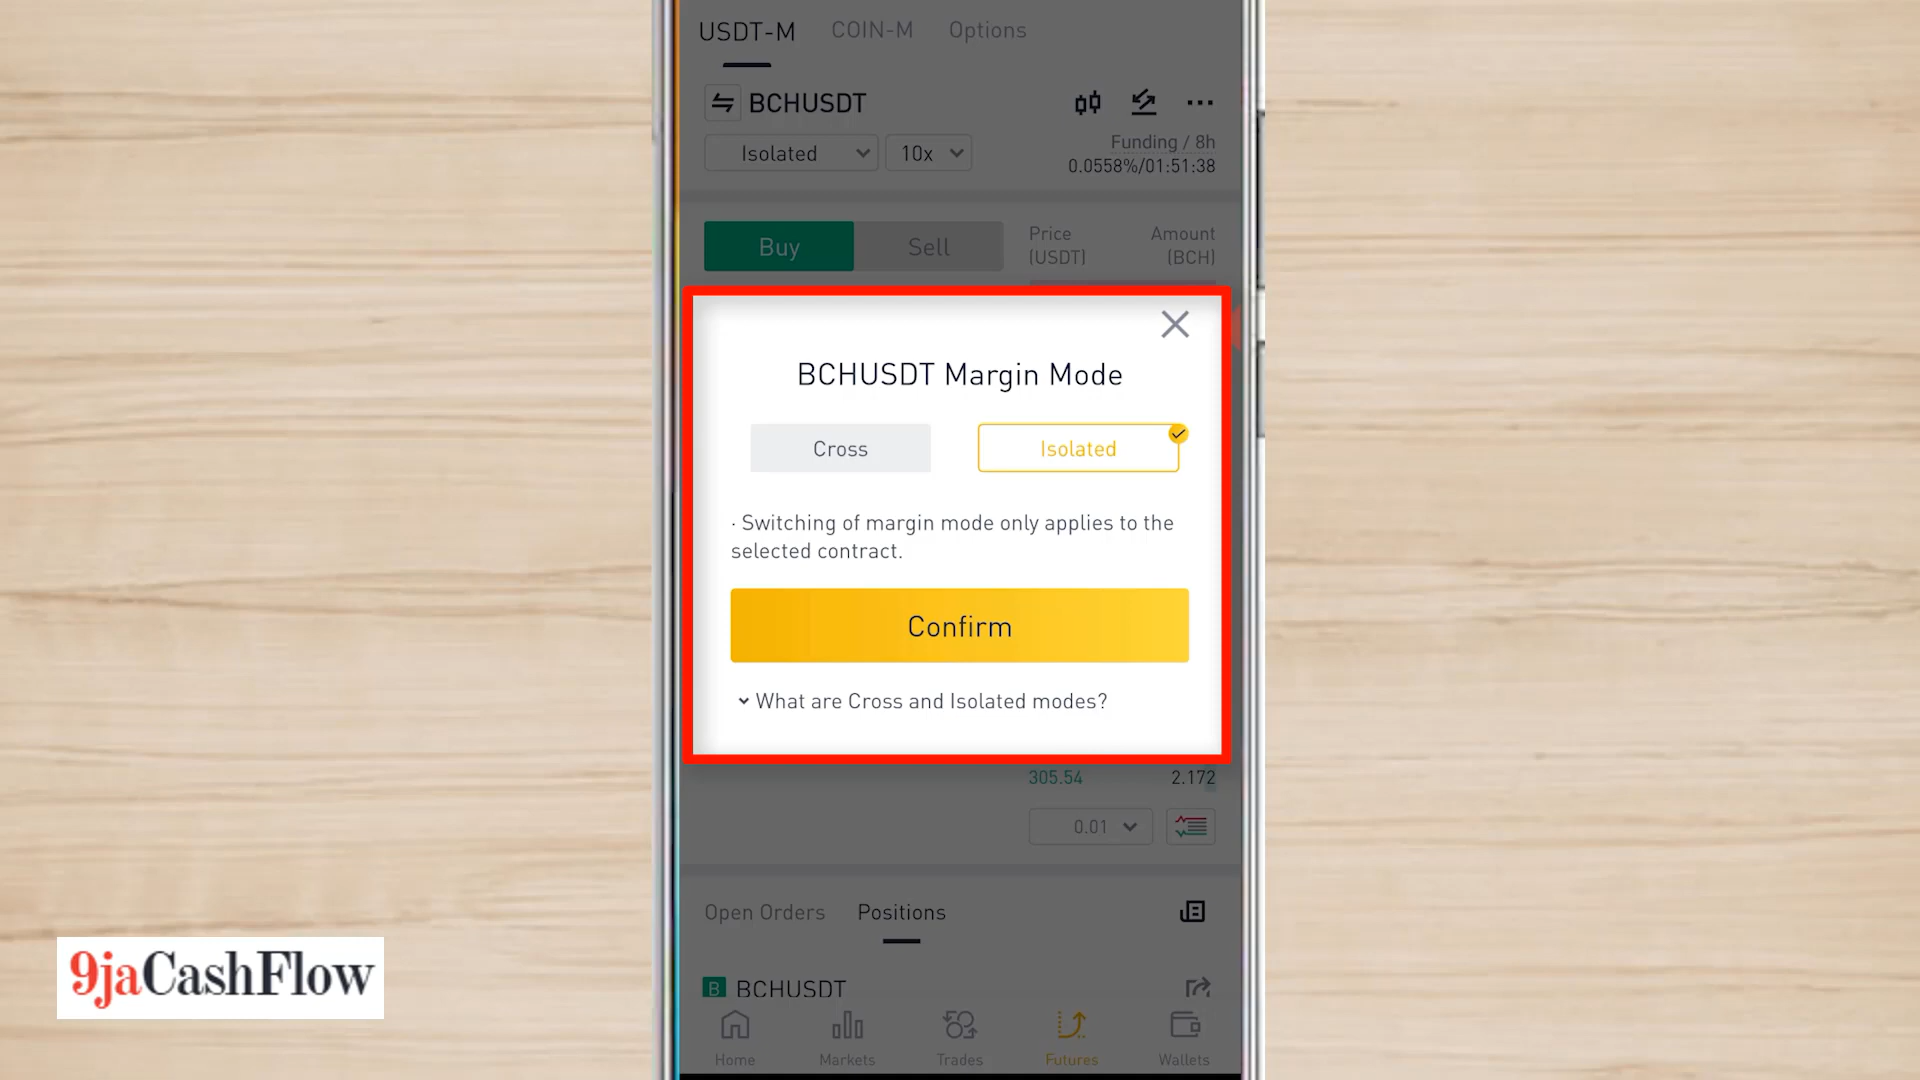 USDT-M COIN-M Options
BCHUSDT
Isolated 10x
Funding / 8h
0.0558%/01:51:38
Buy Sell
Price
(USDT)
Amount
(BCH)
BCHUSDT Margin Mode
Cross Isolated
· Switching of margin mode only applies to the
selected contract.
Confirm
What are Cross and Isolated modes?
305.54 2.172
0.01
Open Orders Positions
B BCHUSDT
Home Markets Trades Futures Wallets
9jaCashFlow